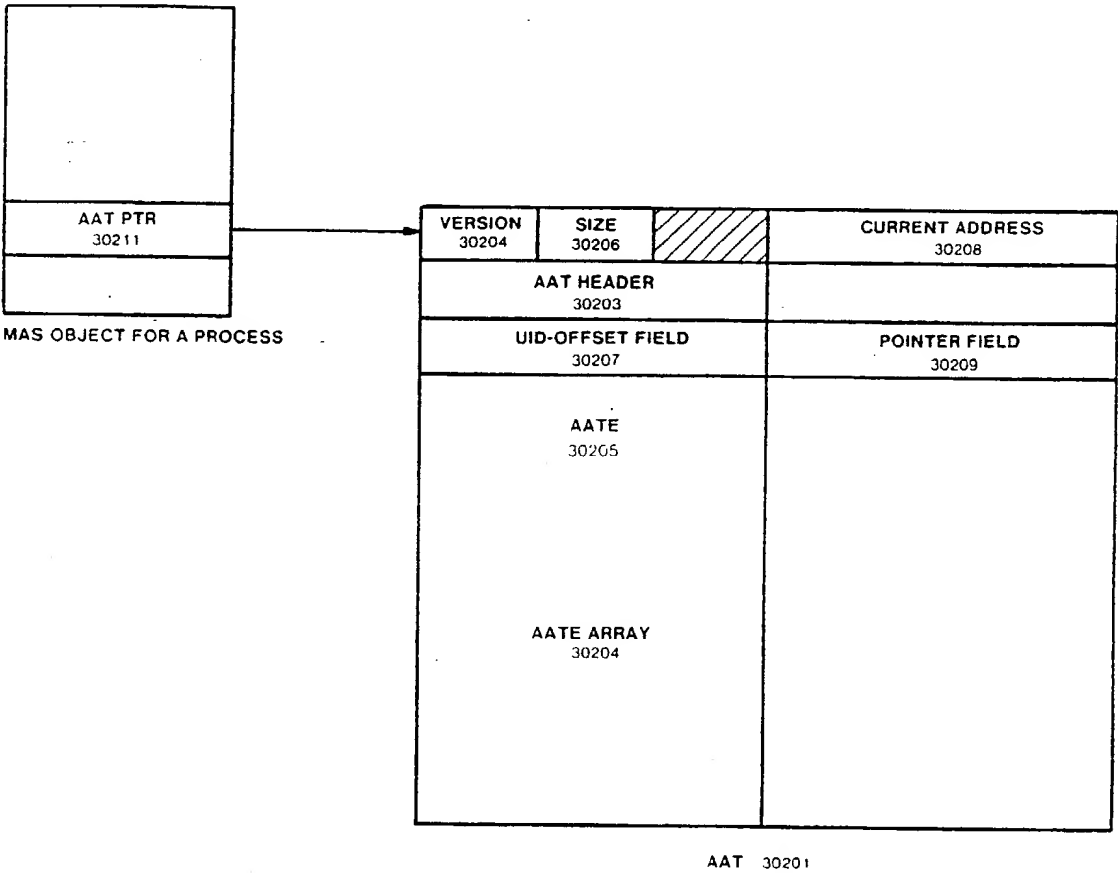 AAT PTR
30211
MAS OBJECT FOR A PROCESS
VERSION
30204
SIZE
30206
CURRENT ADDRESS
30208
AAT HEADER
30203
UID-OFFSET FIELD
30207
POINTER FIELD
30209
AATE
30205
AATE ARRAY
30204
AAT 30201